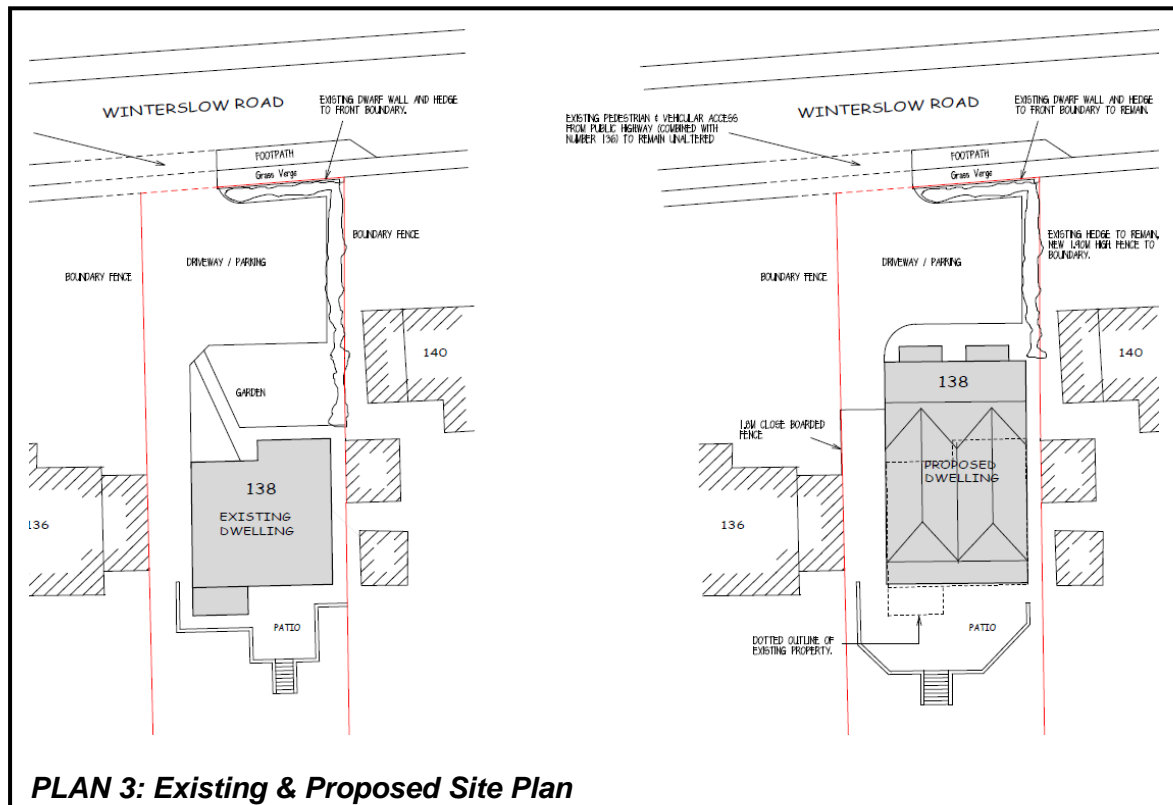 WINTERSLOW ROAD
EXISTING DWARF WALL AND HEDGE
TO FRONT BOUNDARY.
FOOTPATH
Grass Verge
BOUNDARY FENCE
DRIVEWAY / PARKING
BOUNDARY FENCE
140
GARDEN
138
EXISTING
DWELLING
136
PATIO
WINTERSLOW ROAD
EXISTING DWARF WALL AND HEDGE
TO FRONT BOUNDARY TO REMAIN.
EXISTING PEDESTRIAN & VEHICULAR ACCESS
FROM PUBLIC HIGHWAY (COMBINED WITH
NUMBER 136) TO REMAIN UNALTERED
FOOTPATH
Grass Verge
EXISTING HEDGE TO REMAIN,
NEW 1.90M HIGH FENCE TO
BOUNDARY.
DRIVEWAY / PARKING
BOUNDARY FENCE
140
138
1.8M CLOSE BOARDED
FENCE
PROPOSED
DWELLING
136
PATIO
DOTTED OUTLINE OF
EXISTING PROPERTY.
PLAN 3: Existing & Proposed Site Plan